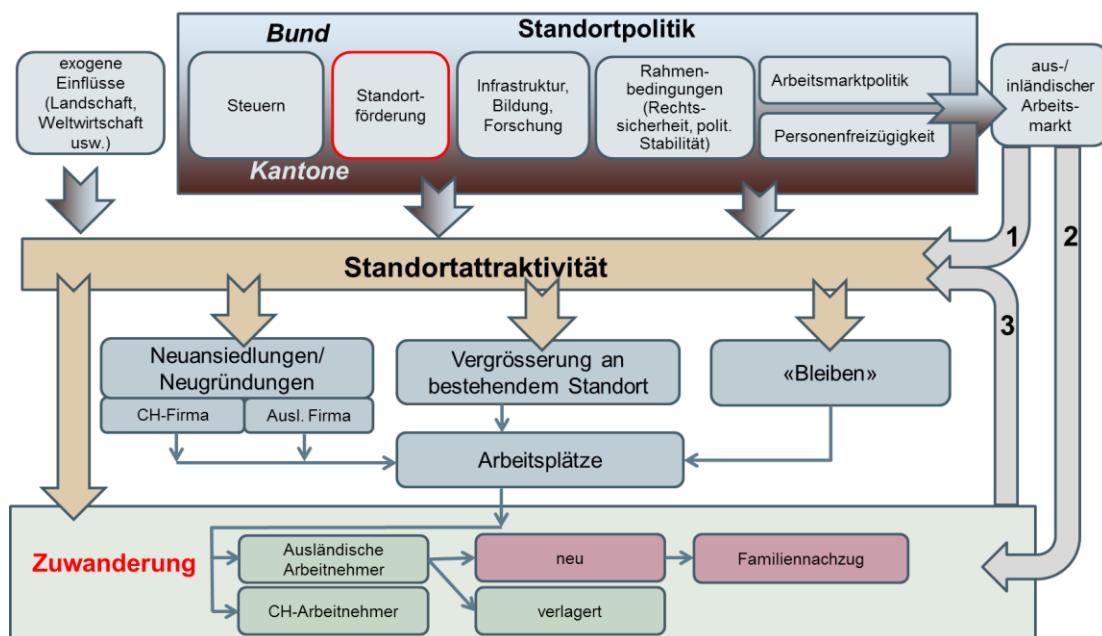 Bund
Standortpolitik
exogene
Einflüsse
(Landschaft,
Weltwirtschaft
usw.)
Steuern
Standort-
förderung
Infrastruktur,
Bildung,
Forschung
Rahmen-
bedingungen
(Rechts-
sicherheit, polit.
Stabilität)
Arbeitsmarktpolitik
Personenfreizügigkeit
aus-/
inländischer
Arbeits-
markt
Kantone
1
2
Standortattraktivität
3
Neuansiedlungen/
Neugründungen
CH-Firma
Ausl. Firma
Vergrösserung an
bestehendem Standort
«Bleiben»
Arbeitsplätze
Zuwanderung
Ausländische
Arbeitnehmer
neu
Familiennachzug
CH-Arbeitnehmer
verlagert